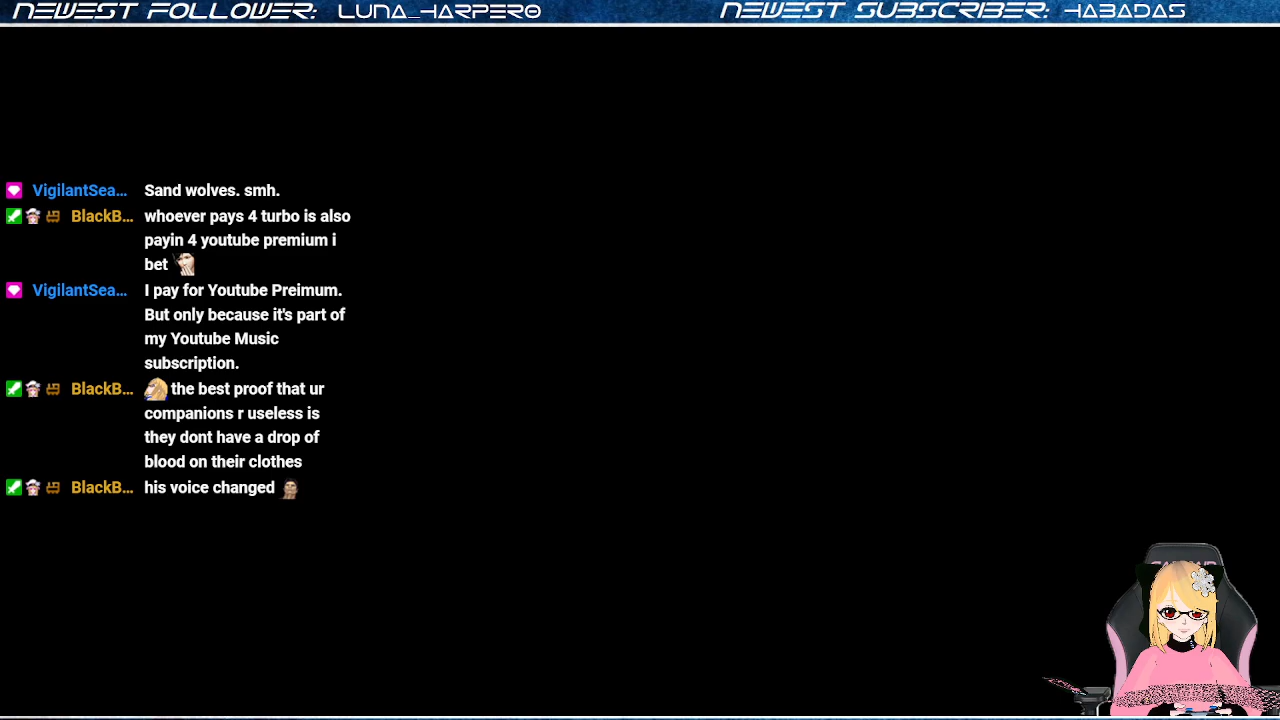 NEWEST FOLLOWER: LUNA_HARPER0 NEWEST SUBSCRIBER: HABADAS
VigilantSea... Sand wolves. smh.
BlackB... whoever pays 4 turbo is also
payin 4 youtube premium i
bet
VigilantSea... I pay for Youtube Preimum.
But only because it's part of
my Youtube Music
subscription.
BlackB... the best proof that ur
companions r useless is
they dont have a drop of
blood on their clothes
BlackB... his voice changed